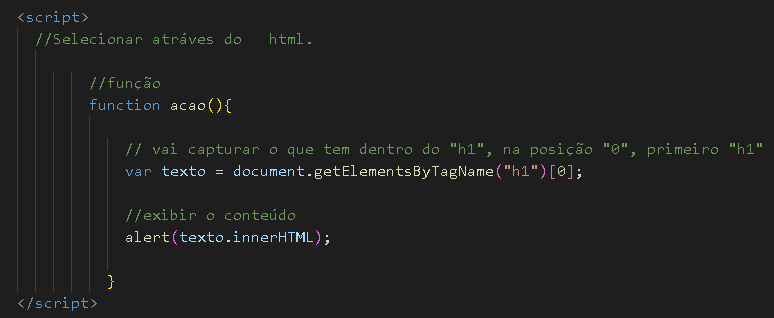 <script>
//Selecionar atráves do   html.
//função
function acao(){
// vai capturar o que tem dentro do "h1", na posição "0", primeiro "h1"
var texto = document.getElementsByTagName("h1")[0];
//exibir o conteúdo
alert(texto.innerHTML);
}
</script>